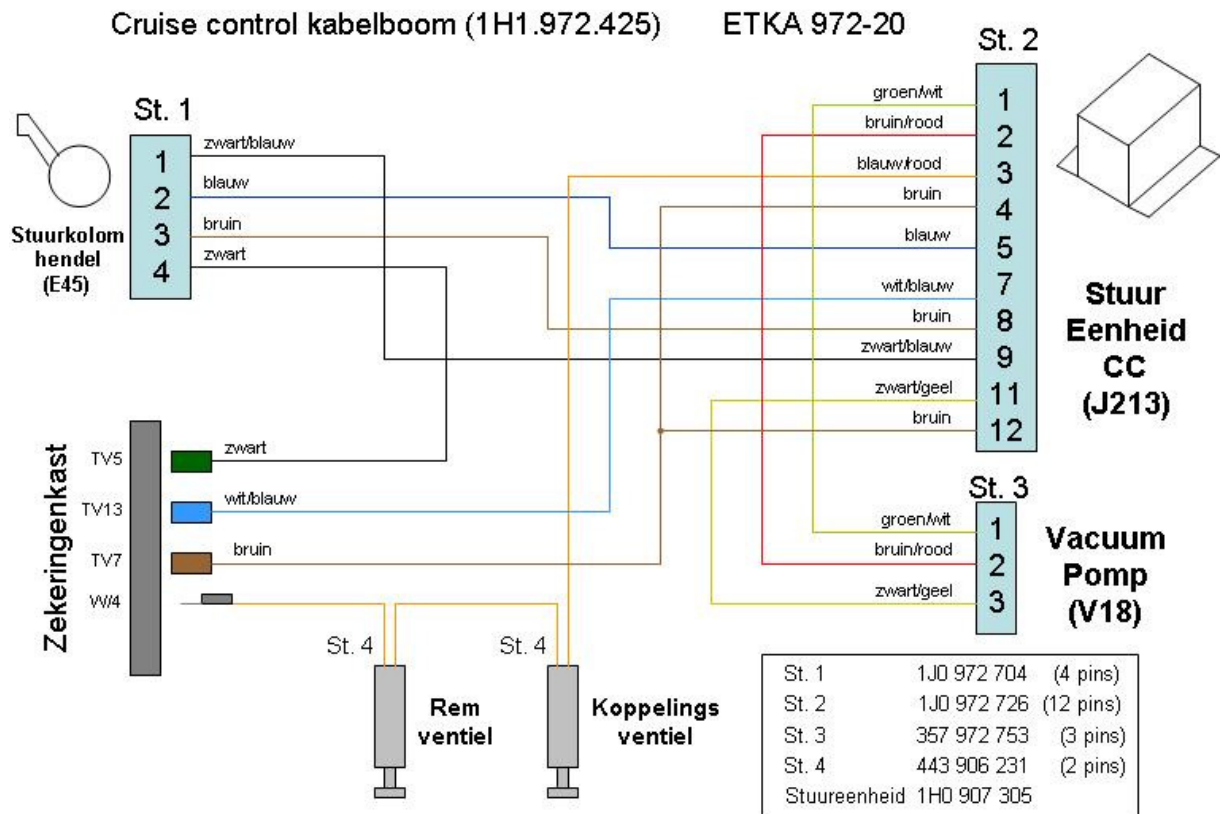 Cruise control kabelboom (1H1.972.425) ETKA 972-20
St. 1
1
2
3
4
zwart/blauw
blauw
bruin
zwart
Stuurkolom
hendel
(E45)
St. 2
1
2
3
4
5
7
8
9
11
12
groen/wit
bruin/rood
blauw/rood
bruin
blauw
wit/blauw
bruin
zwart/blauw
zwart/geel
bruin
Stuur
Eenheid
CC
(J213)
Zekeringenkast
TV5
TV13
TV7
W/4
zwart
wit/blauw
bruin
St. 4
Rem
ventiel
St. 4
Koppelings
ventiel
St. 3
1
2
3
groen/wit
bruin/rood
zwart/geel
Vacuum
Pomp
(V18)
St. 1 1J0 972 704 (4 pins)
St. 2 1J0 972 726 (12 pins)
St. 3 357 972 753 (3 pins)
St. 4 443 906 231 (2 pins)
Stuureenheid 1H0 907 305